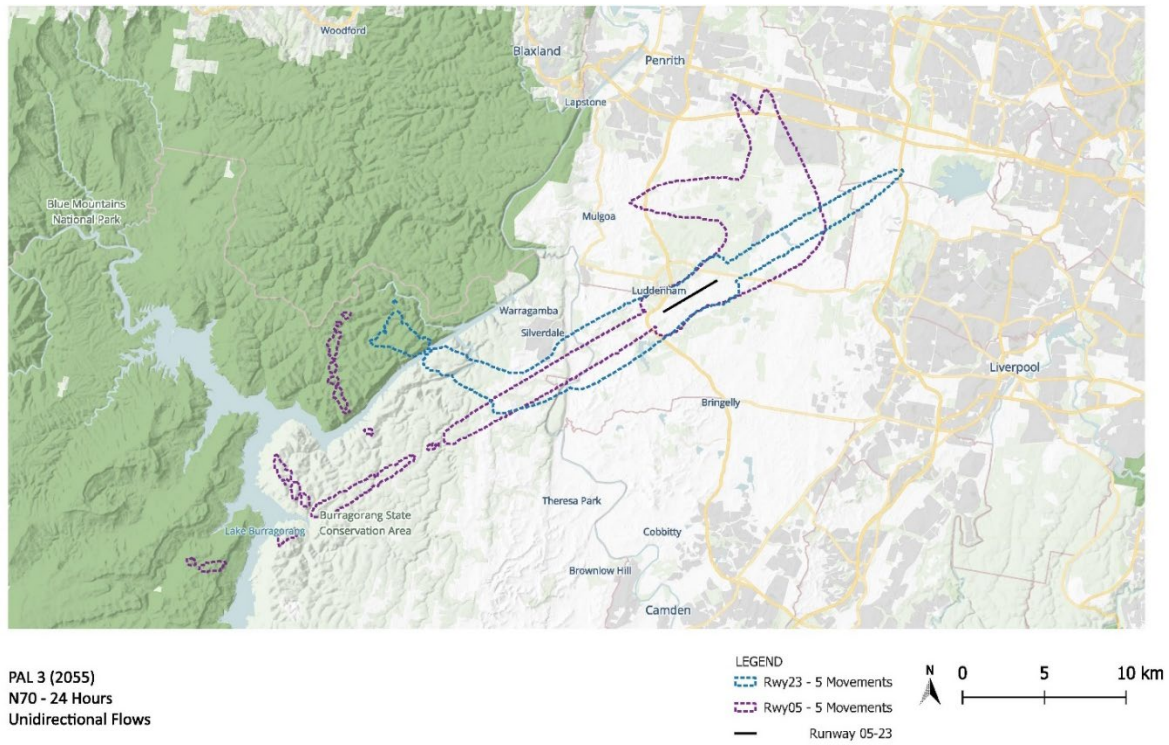 Woodford
Blaxland
Penrith
Lapstone
Blue Mountains
National Park
Mulgoa
Luddenham
Warragamba
Silverdale
Liverpool
Bringelly
Theresa Park
Burragorang State
Conservation Area
Lake Burragorang
Cobbitty
Brownlow Hill
Camden
PAL 3 (2055)
N70 - 24 Hours
Unidirectional Flows
LEGEND
Rwy23 - 5 Movements
Rwy05 - 5 Movements
Runway 05-23
N
0 5 10 km